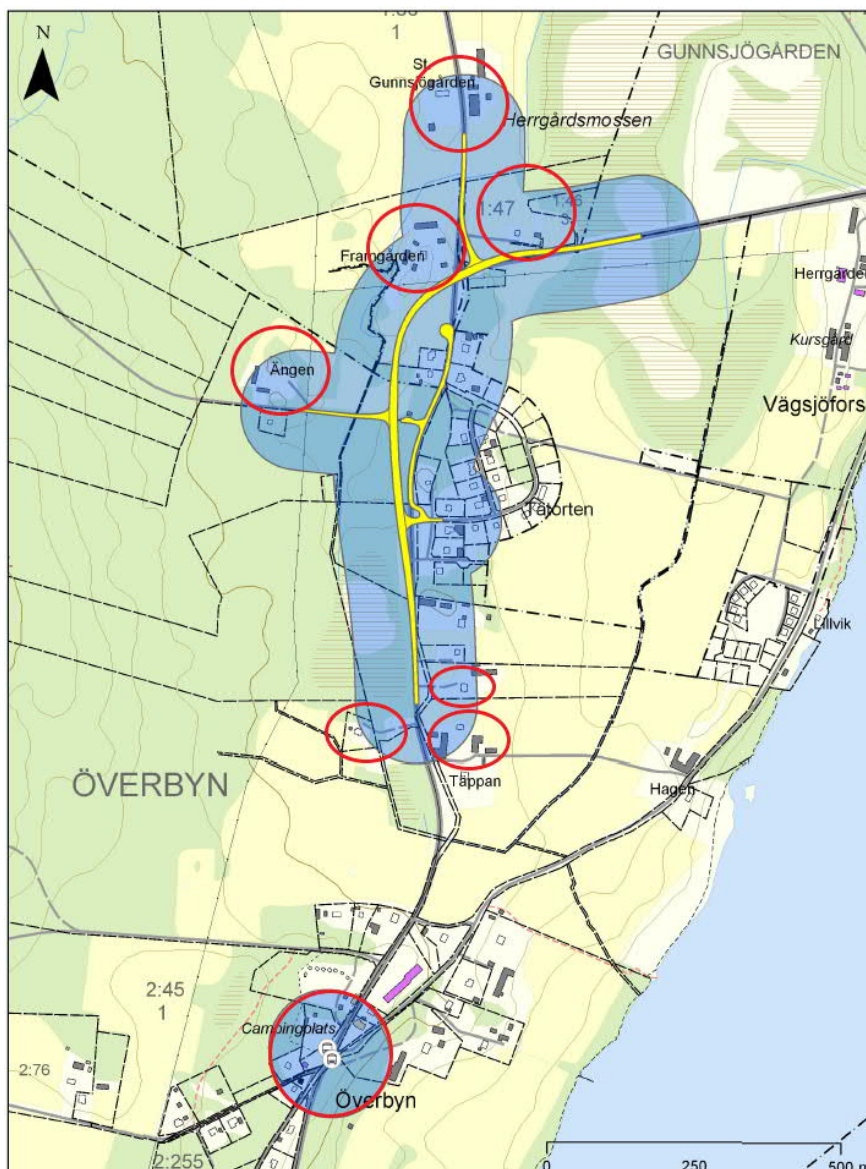 1:38
1
N
GUNNSJÖGÅRDEN
St.
Gunnsjögården
Herrgårdsmossen
1:46
3
1:47
Framgården
Herrgården
Kursgård
Ängen
Vägsjöfors
Tätorten
Lillvik
ÖVERBYN
Täppan
Hagen
2:45
1
Campingplats
2:76
Överbyn
2:255
0 250 500